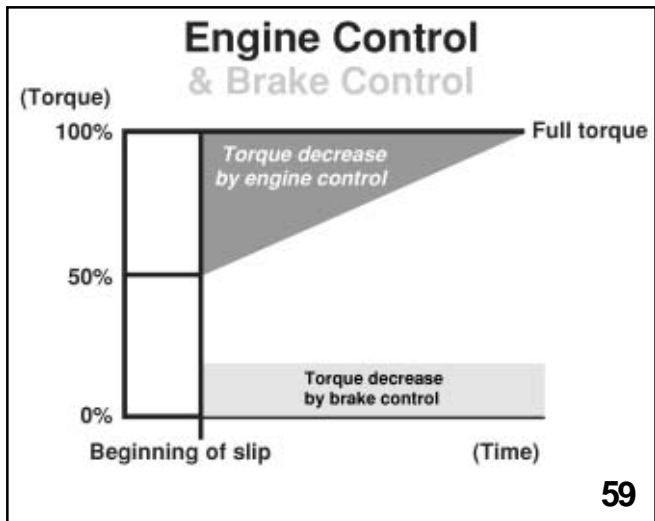 Engine Control
& Brake Control
(Torque)
100%
Full torque
Torque decrease
by engine control
50%
Torque decrease
by brake control
0%
Beginning of slip
(Time)
59